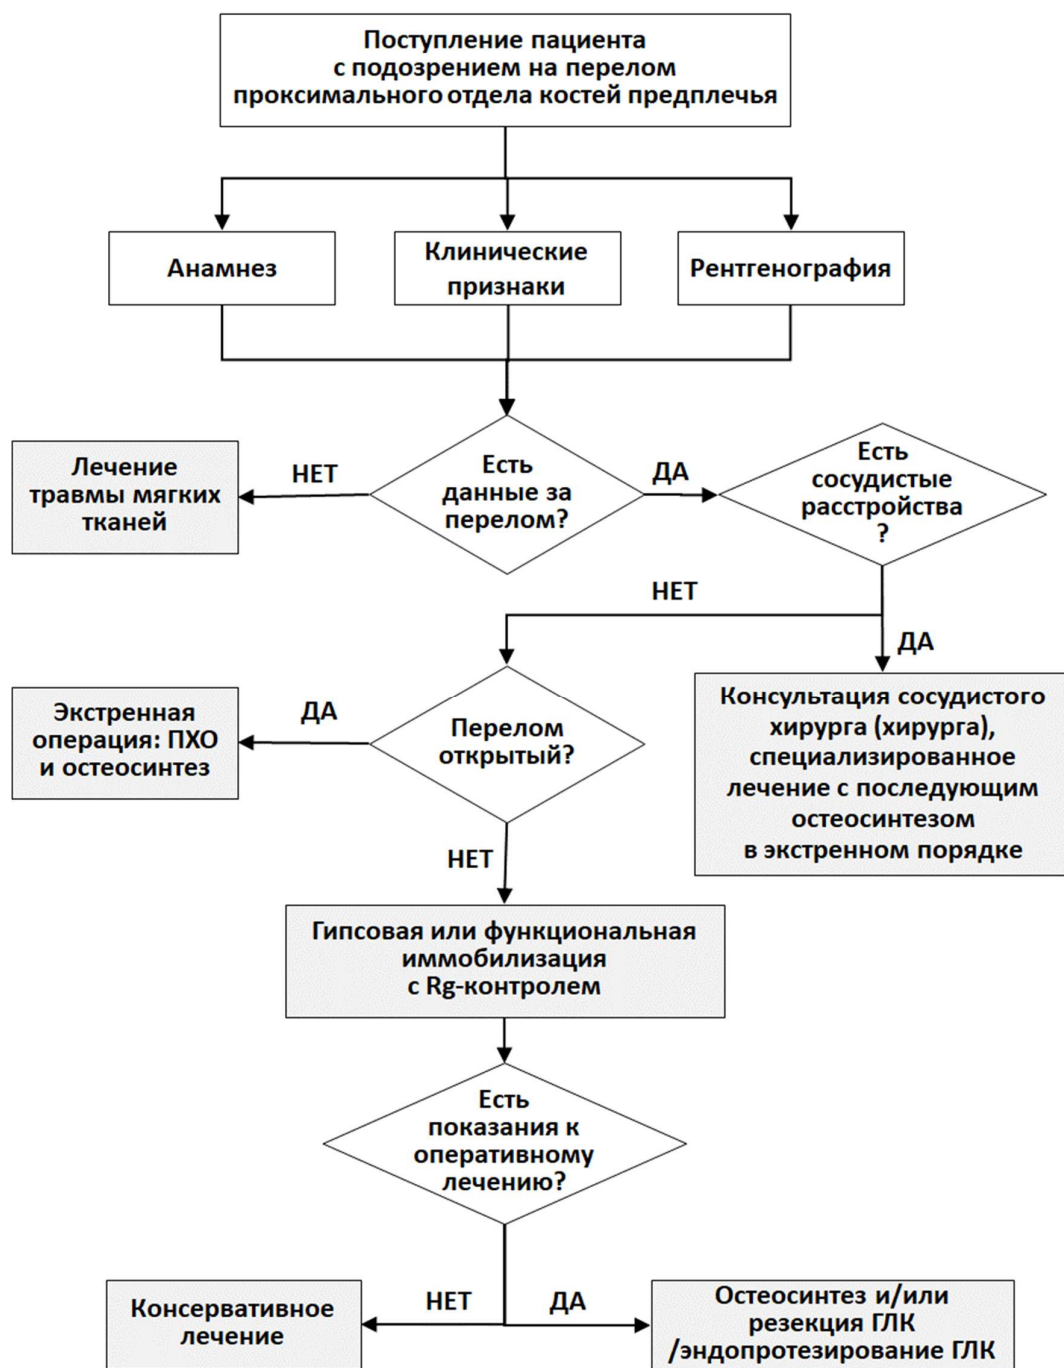 Поступление пациента
с подозрением на перелом
проксимального отдела костей предплечья
Анамнез
Клинические
признаки
Рентгенография
Есть
данные за
перелом?
НЕТ
Лечение
травмы мягких
тканей
ДА
Есть
сосудистые
расстройства
?
НЕТ
ДА
Консультация сосудистого
хирурга (хирурга),
специализированное
лечение с последующим
остеосинтезом
в экстренном порядке
Перелом
открытый?
ДА
Экстренная
операция: ПХО
и остеосинтез
НЕТ
Гипсовая или функциональная
иммобилизация
с Rg-контролем
Есть
показания к
оперативному
лечению?
НЕТ
Консервативное
лечение
ДА
Остеосинтез и/или
резекция ГЛК
/эндопротезирование ГЛК